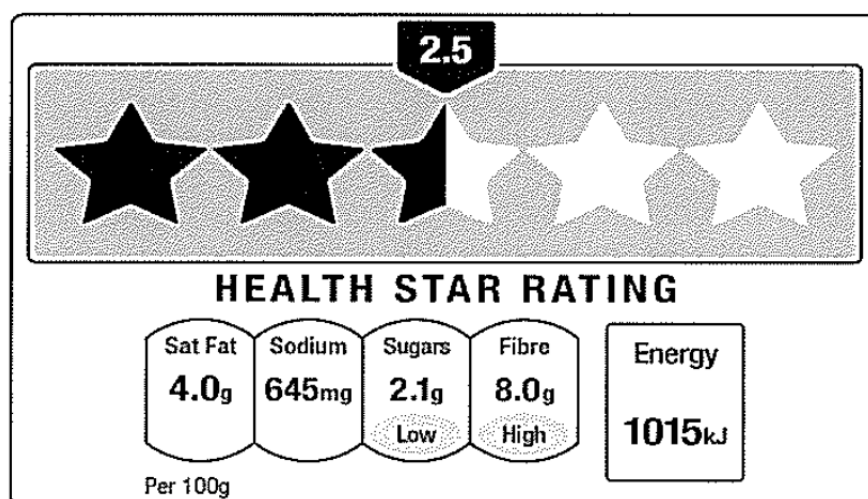 2.5
HEALTH STAR RATING
Sat Fat Sodium Sugars Fibre Energy
4.0g 645mg 2.1g 8.0g 1015kJ
Low High
Per 100g